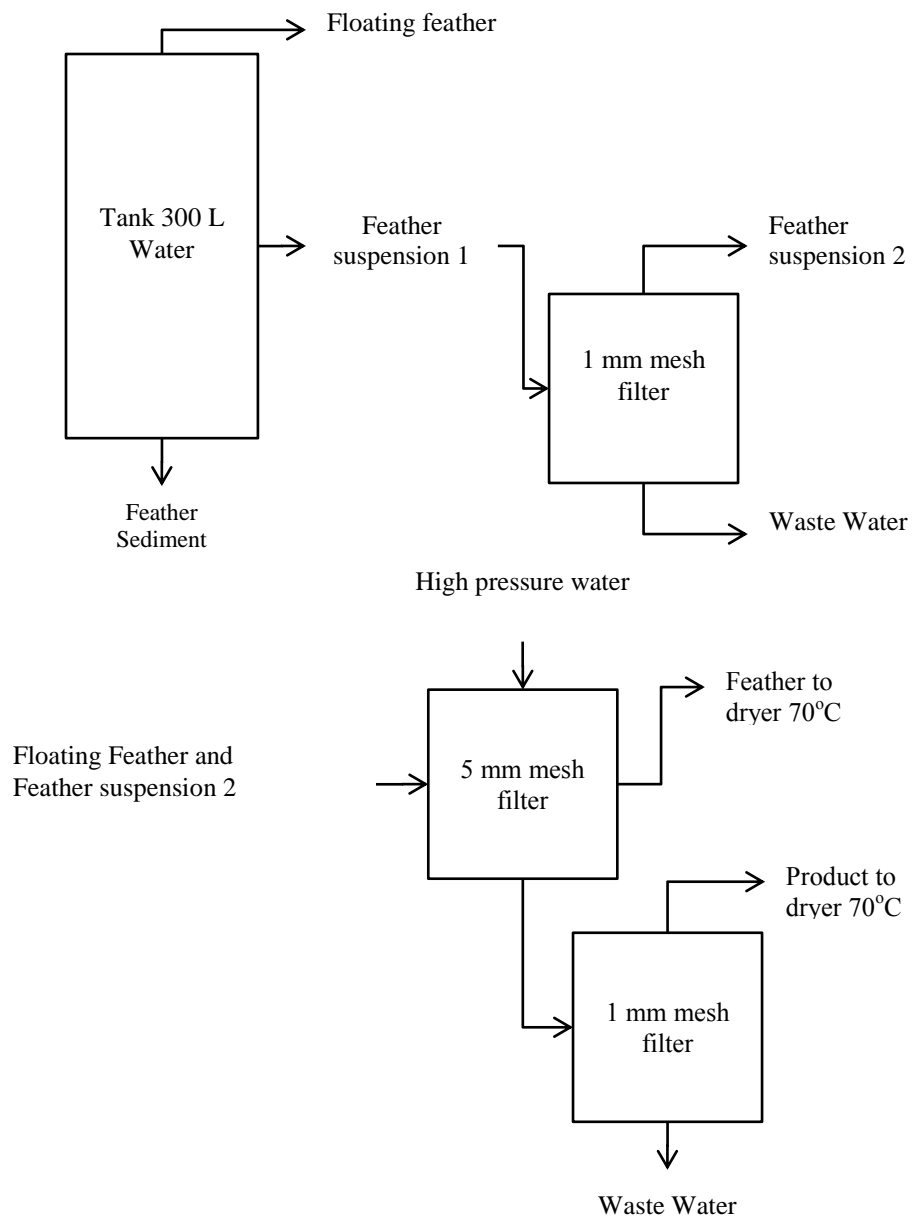 Floating feather
Tank 300 L
Water
Feather
suspension 1
Feather
suspension 2
1 mm mesh
filter
Feather
Sediment
Waste Water
High pressure water
Feather to
dryer 70°C
Floating Feather and
Feather suspension 2
5 mm mesh
filter
Product to
dryer 70°C
1 mm mesh
filter
Waste Water